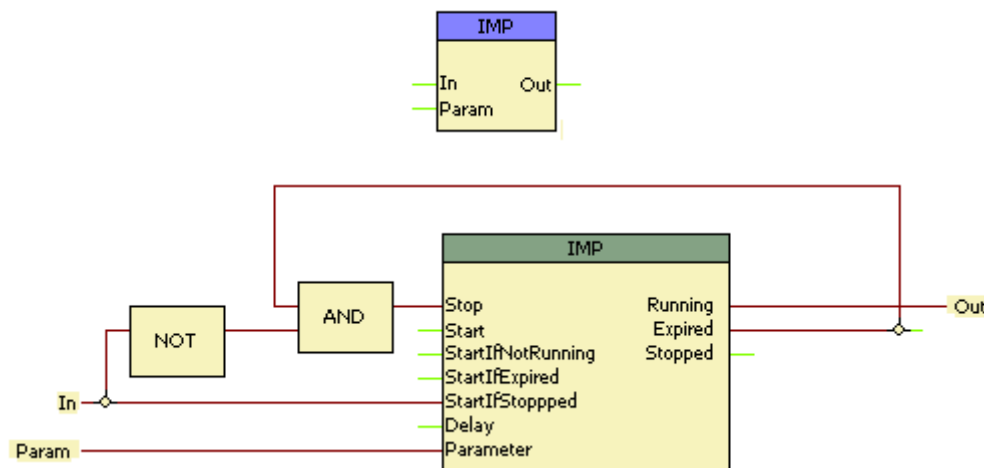 IMP
In Out
Param
IMP
Stop Running
Start Expired
StartIfNotRunning Stopped
StartIfExpired
StartIfStoppped
Delay
Parameter
AND
NOT
In
Param
Out